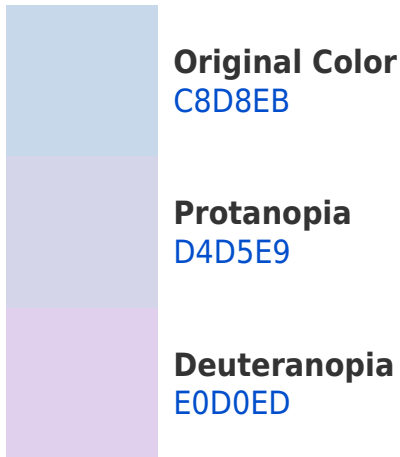 Original Color
C8D8EB
Protanopia
D4D5E9
Deuteranopia
E0D0ED